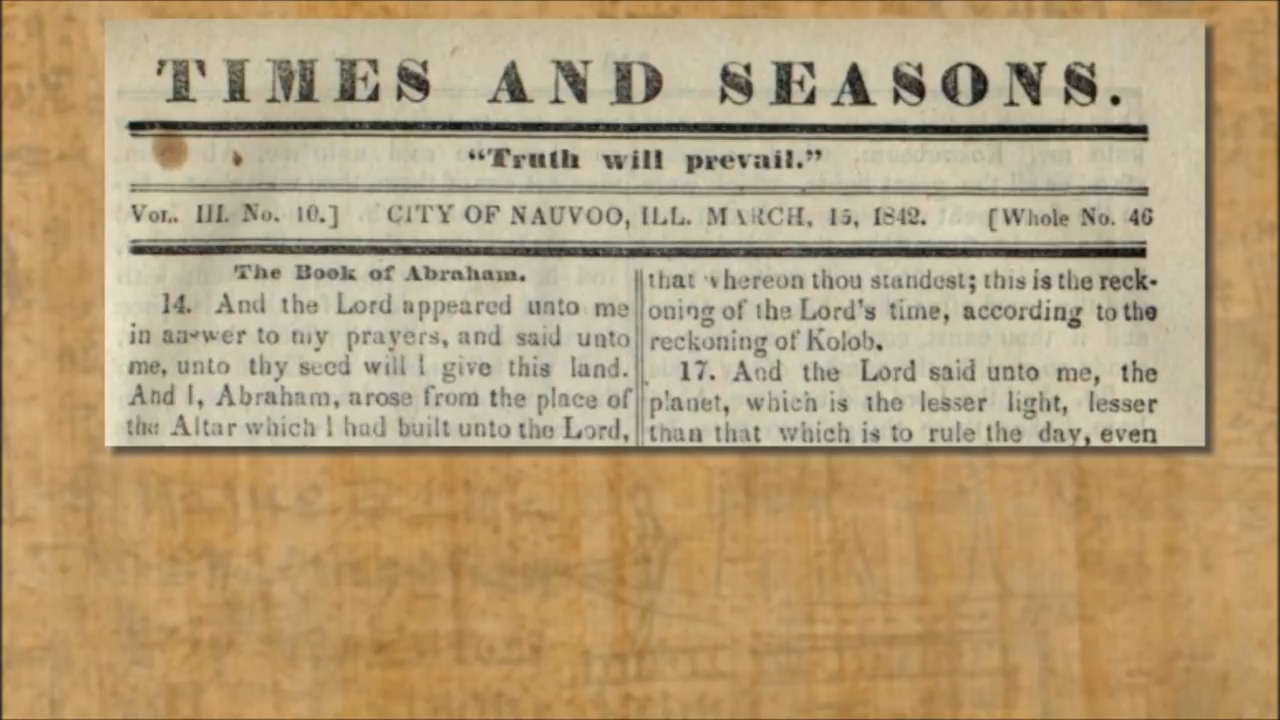 TIMES AND SEASONS.
“Truth will prevail.”
VOL. III. No. 10.] CITY OF NAUVOO, ILL. MARCH, 15, 1842. [Whole No. 46
The Book of Abraham.
14. And the Lord appeared unto me
in answer to my prayers, and said unto
me, unto thy seed will I give this land.
And I, Abraham, arose from the place of
the Altar which I had built unto the Lord,
that whereon thou standest; this is the reck-
oning of the Lord's time, according to the
reckoning of Kolob.
17. And the Lord said unto me, the
planet, which is the lesser light, lesser
than that which is to rule the day, even